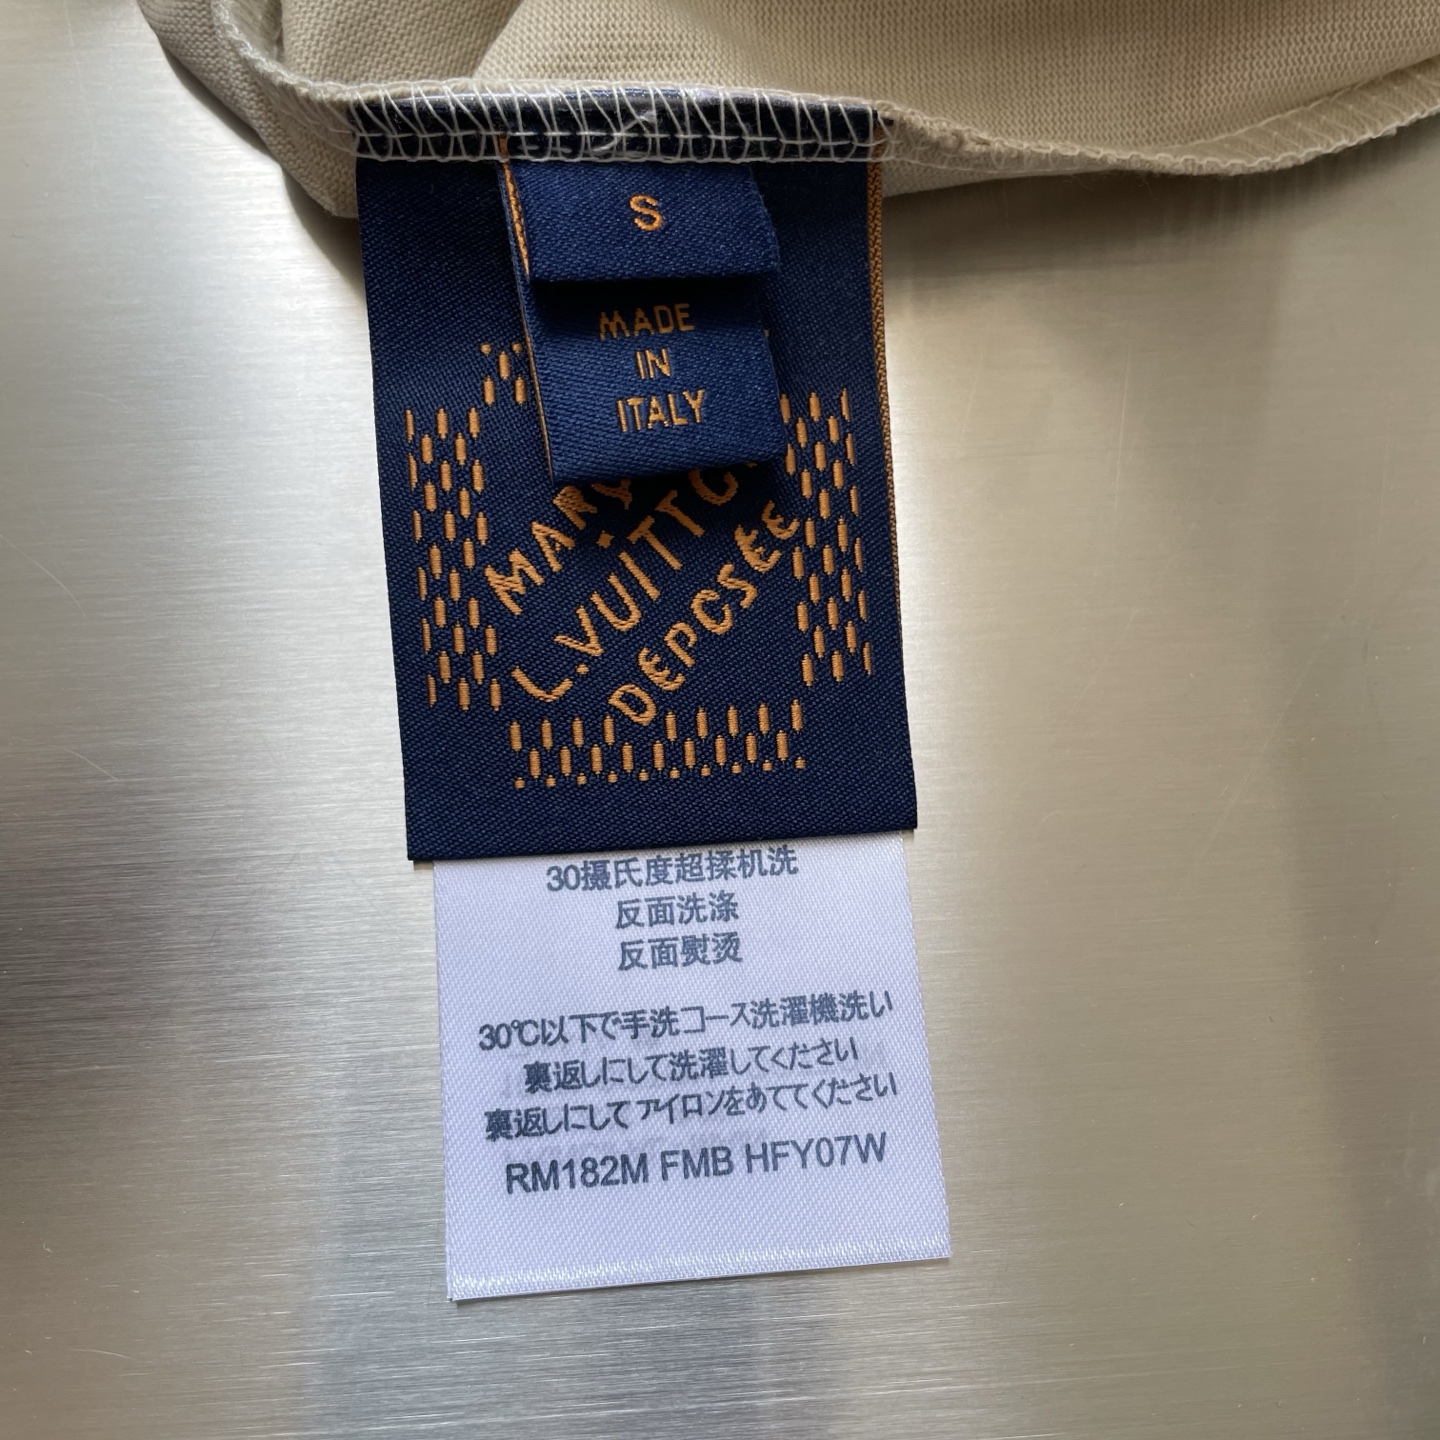 S
MADE
IN
ITALY
L.VUITTO
DEPCSÉE
30摄氏度超揉机洗
反面洗涤
反面熨烫
30℃以下で手洗コース洗濯機洗い
裏返しにして洗濯してください
裏返しにしてアイロンをあててください
RM182M FMB HFY07W